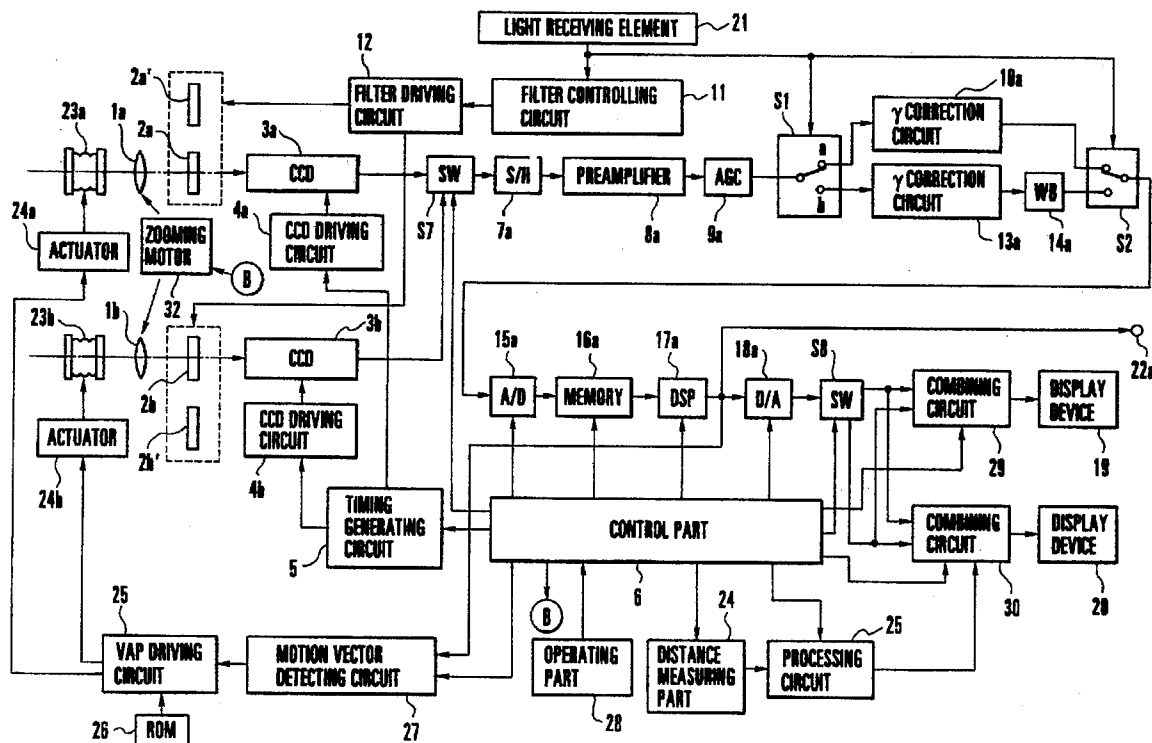 LIGHT RECEIVING ELEMENT
21
12
2a'
FILTER DRIVING
CIRCUIT
FILTER CONTROLLING
CIRCUIT
11
10a
23a
1a
2a
3a
S1
γ CORRECTION
CIRCUIT
a
CCD
SW
S/H
PREAMPLIFIER
AGC
b
γ CORRECTION
CIRCUIT
WB
24a
4a
S7
7a
8a
9a
13a
14a
S2
ACTUATOR
ZOOMING
MOTOR
CCD DRIVING
CIRCUIT
B
32
23b
1b
3b
15a
16a
17a
18a
S8
22a
CCD
A/D
MEMORY
DSP
D/A
SW
COMBINING
CIRCUIT
DISPLAY
DEVICE
2b
ACTUATOR
CCD DRIVING
CIRCUIT
2b'
29
19
24b
4b
TIMING
GENERATING
CIRCUIT
CONTROL PART
COMBINING
CIRCUIT
DISPLAY
DEVICE
5
6
30
20
25
B
24
25
VAP DRIVING
CIRCUIT
MOTION VECTOR
DETECTING CIRCUIT
OPERATING
PART
DISTANCE
MEASURING
PART
PROCESSING
CIRCUIT
26
ROM
27
28